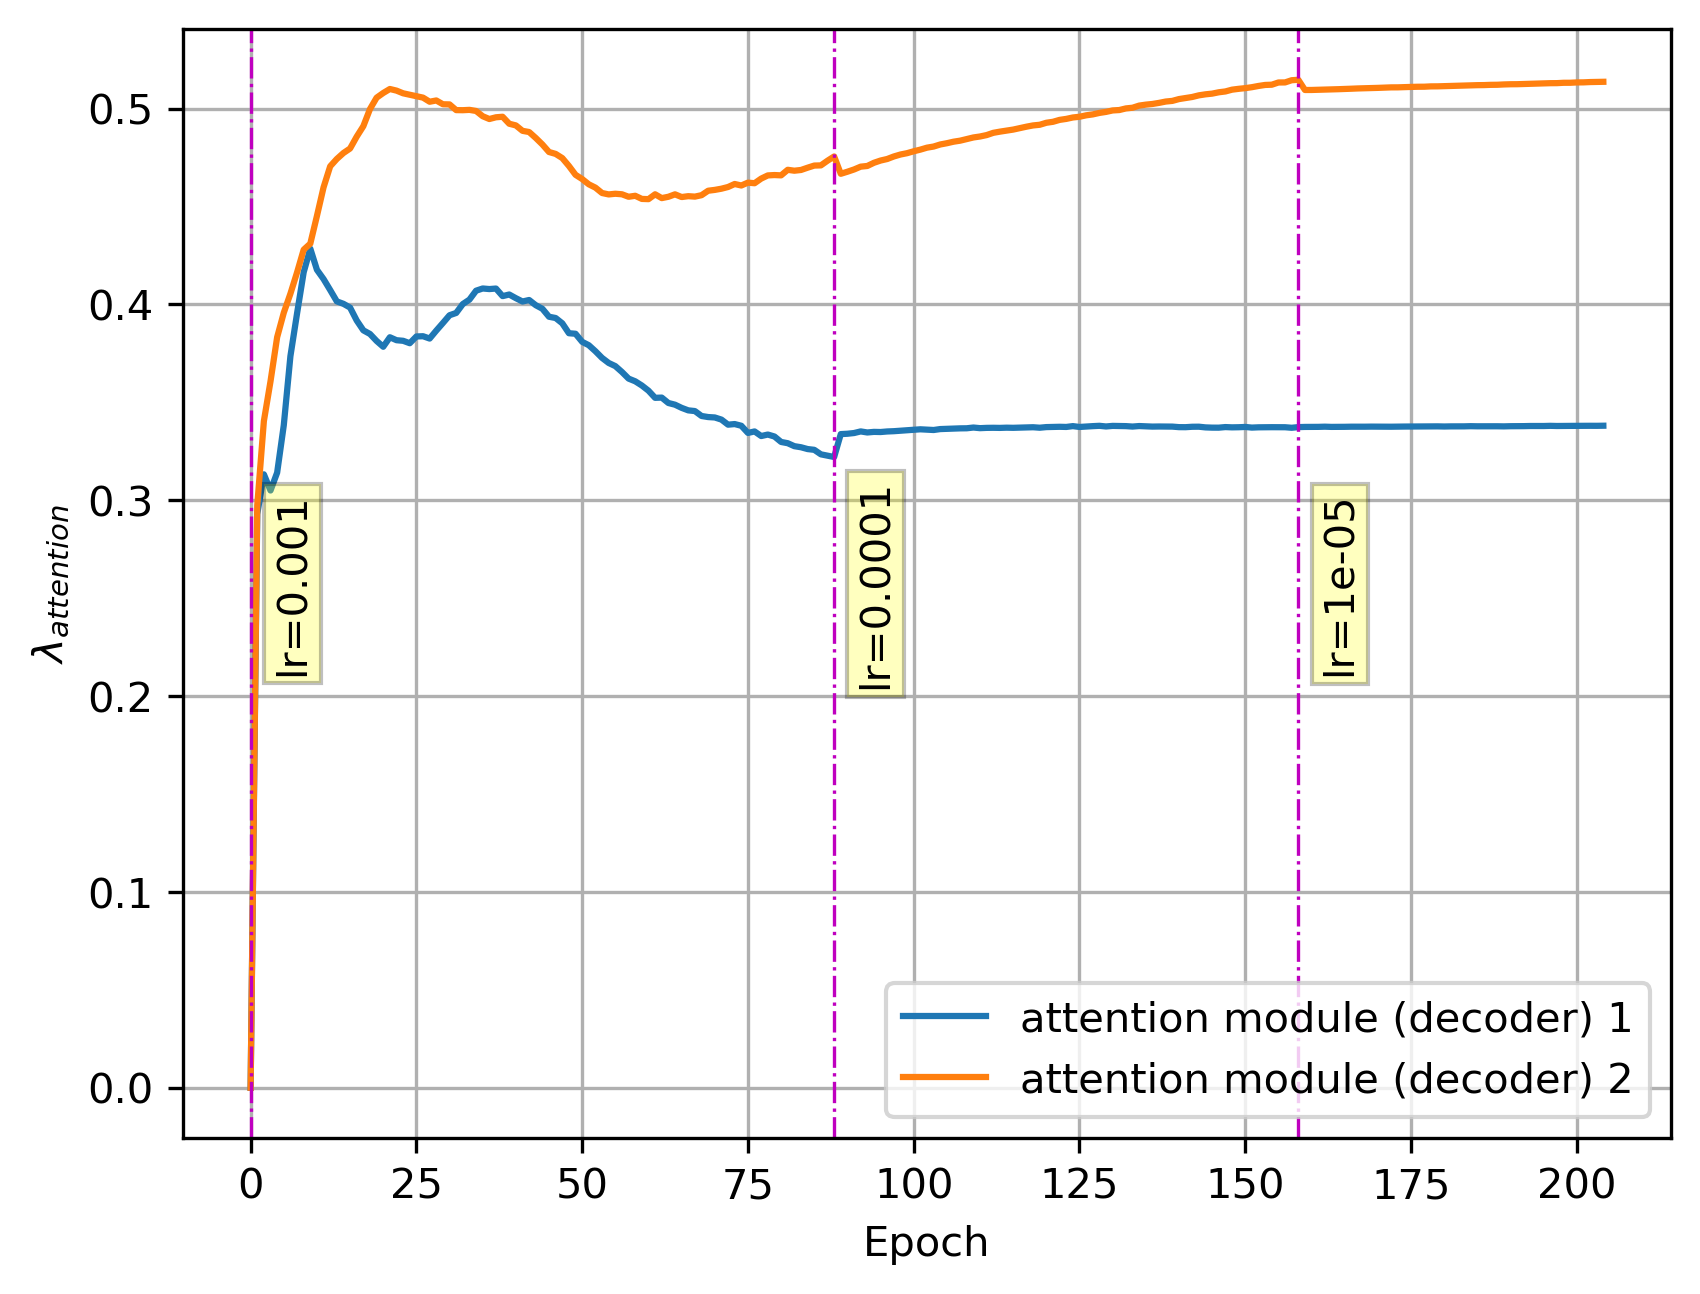 0.5
0.4
0.3
0.2
0.1
0.0
λattention
lr=0.001
lr=0.0001
lr=1e-05
attention module (decoder) 1
attention module (decoder) 2
0 25 50 75 100 125 150 175 200
Epoch